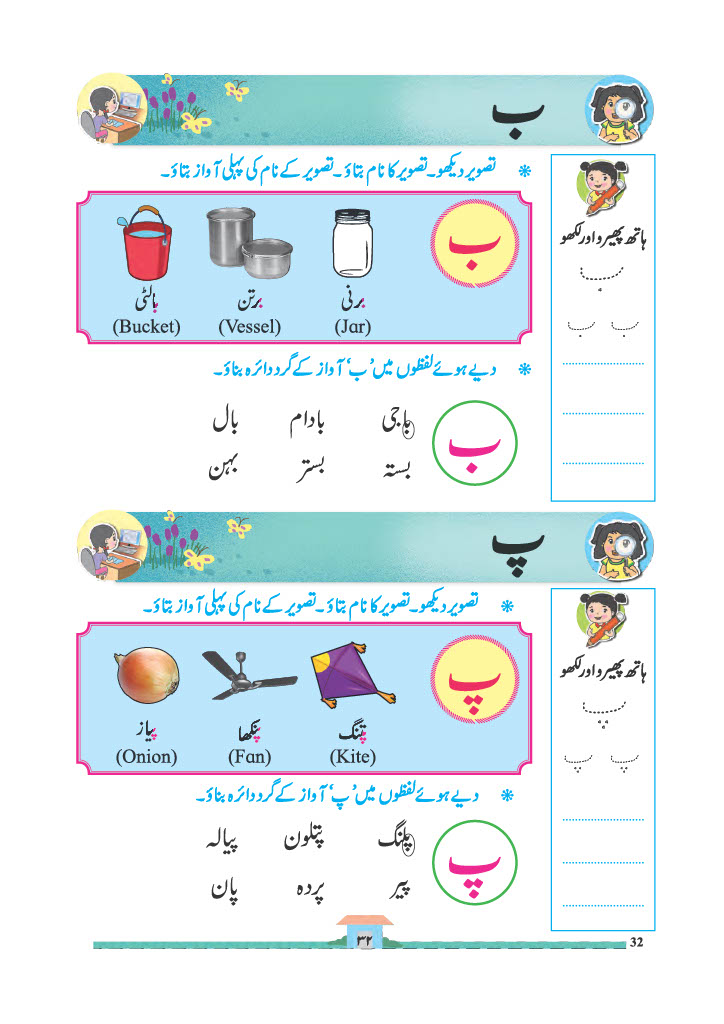 ب
* تصویر دیکھو۔ تصویر کا نام بتاؤ۔ تصویر کے نام کی پہلی آواز بتاؤ۔
ب
برنی برتن بالٹی
(Jar) (Vessel) (Bucket)
* دیے ہوئے لفظوں میں 'ب' آواز کے گرد دائرہ بناؤ۔
ب
باجی بادام بال
بستہ بستر بہن
ہاتھ پھیرو اور لکھو
ب
ب ب
پ
* تصویر دیکھو۔ تصویر کا نام بتاؤ۔ تصویر کے نام کی پہلی آواز بتاؤ۔
پ
پتنگ پنکھا پیاز
(Kite) (Fan) (Onion)
* دیے ہوئے لفظوں میں 'پ' آواز کے گرد دائرہ بناؤ۔
پ
پلنگ پتلون پیالہ
پیر پردہ پان
ہاتھ پھیرو اور لکھو
پ
پ پ
۳۲
32